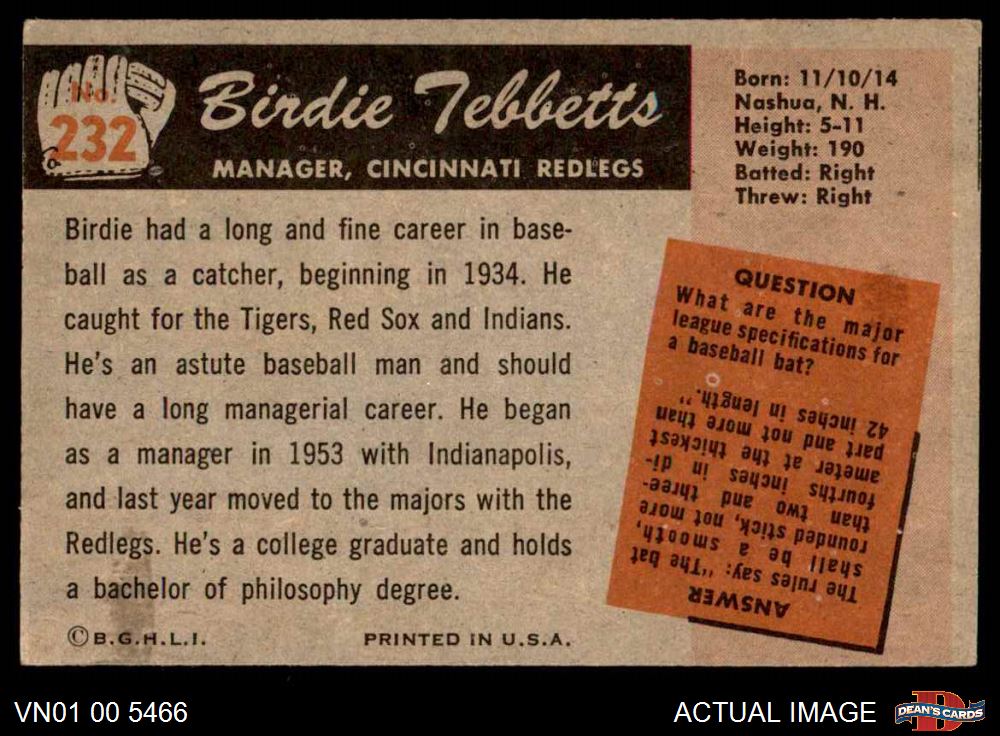 No.
232
Birdie Tebbetts
MANAGER, CINCINNATI REDLEGS
Born: 11/10/14
Nashua, N. H.
Height: 5-11
Weight: 190
Batted: Right
Threw: Right
Birdie had a long and fine career in base-
ball as a catcher, beginning in 1934. He
caught for the Tigers, Red Sox and Indians.
He's an astute baseball man and should
have a long managerial career. He began
as a manager in 1953 with Indianapolis,
and last year moved to the majors with the
Redlegs. He's a college graduate and holds
a bachelor of philosophy degree.
©B.G.H.L.I.
PRINTED IN U.S.A.
QUESTION
What are the major
league specifications for
a baseball bat?
ANSWER
The rules say: "The bat
shall be a smooth,
rounded stick, not more
than two and three-
fourths inches in di-
ameter at the thickest
part and not more than
42 inches in length."
VN01 00 5466
ACTUAL IMAGE
DEAN'S CARDS